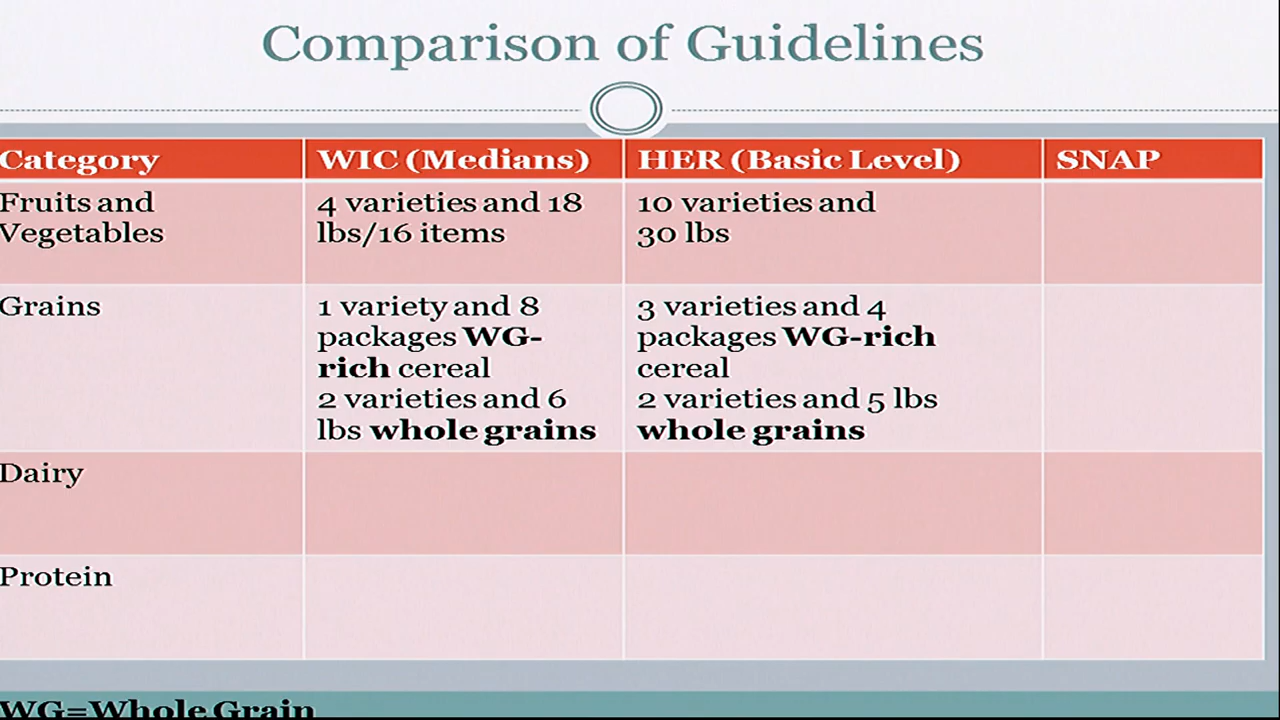 Comparison of Guidelines
Category WIC (Medians) HER (Basic Level) SNAP
Fruits and
Vegetables
4 varieties and 18
lbs/16 items
10 varieties and
30 lbs
Grains
1 variety and 8
packages WG-
rich cereal
2 varieties and 6
lbs whole grains
3 varieties and 4
packages WG-rich
cereal
2 varieties and 5 lbs
whole grains
Dairy
Protein
WG=Whole Grain